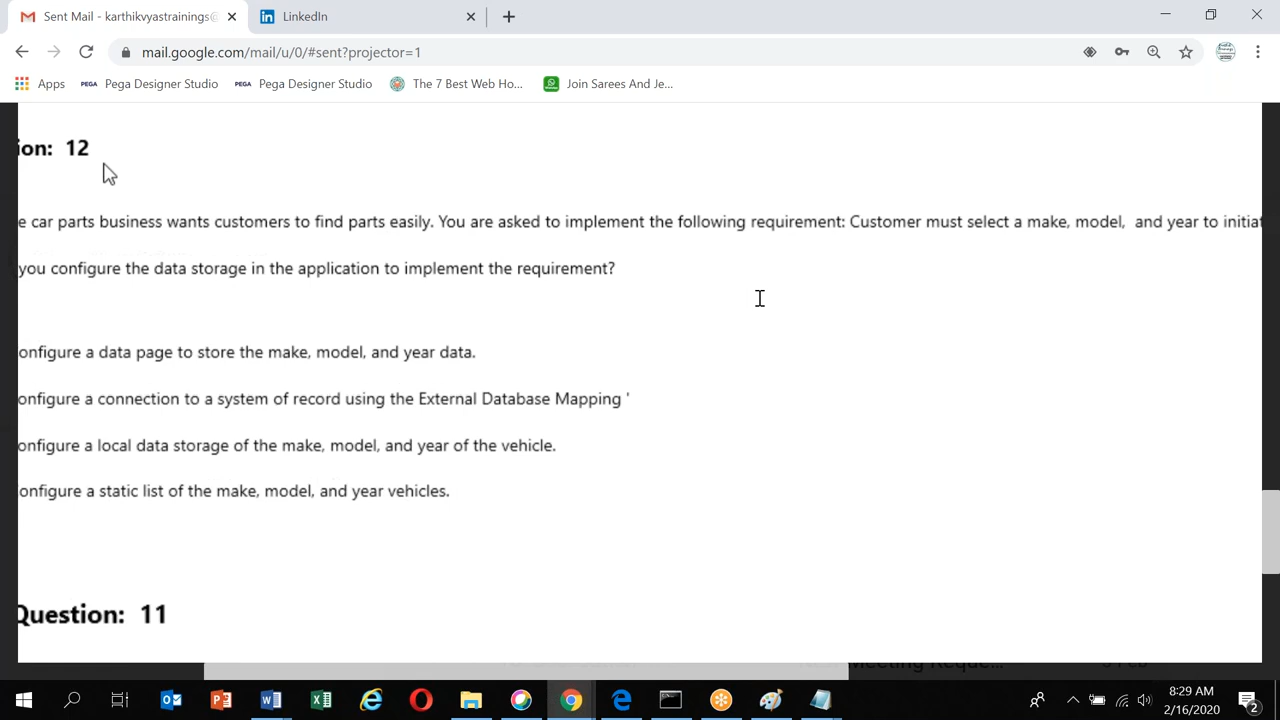 Sent Mail - karthikvyastrainings@
LinkedIn
mail.google.com/mail/u/0/#sent?projector=1
Apps
PEGA Pega Designer Studio
PEGA Pega Designer Studio
The 7 Best Web Ho...
Join Sarees And Je...
ion: 12
e car parts business wants customers to find parts easily. You are asked to implement the following requirement: Customer must select a make, model, and year to initiat
you configure the data storage in the application to implement the requirement?
onfigure a data page to store the make, model, and year data.
onfigure a connection to a system of record using the External Database Mapping '
onfigure a local data storage of the make, model, and year of the vehicle.
onfigure a static list of the make, model, and year vehicles.
Question: 11
8:29 AM
2/16/2020
2